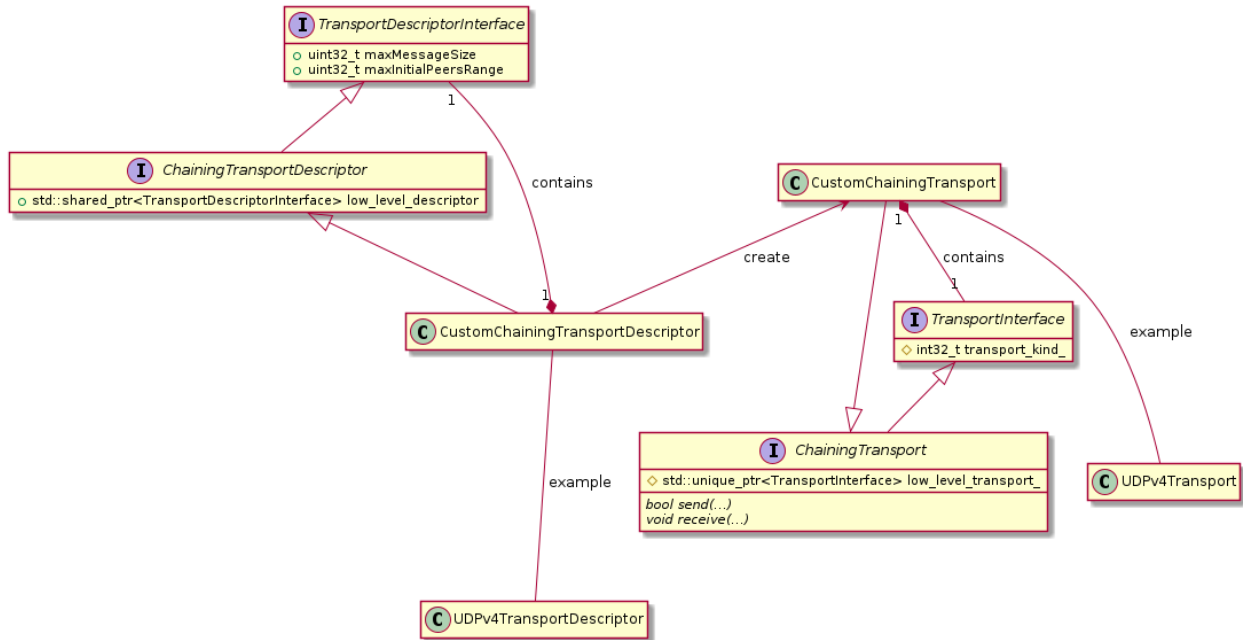 I TransportDescriptorInterface
uint32_t maxMessageSize
uint32_t maxInitialPeersRange
1
I ChainingTransportDescriptor
std::shared_ptr<TransportDescriptorInterface> low_level_descriptor
contains
C CustomChainingTransport
1
create
contains
1
1
C CustomChainingTransportDescriptor
I TransportInterface
int32_t transport_kind_
example
I ChainingTransport
std::unique_ptr<TransportInterface> low_level_transport_
bool send(...)
void receive(...)
C UDPv4Transport
example
C UDPv4TransportDescriptor